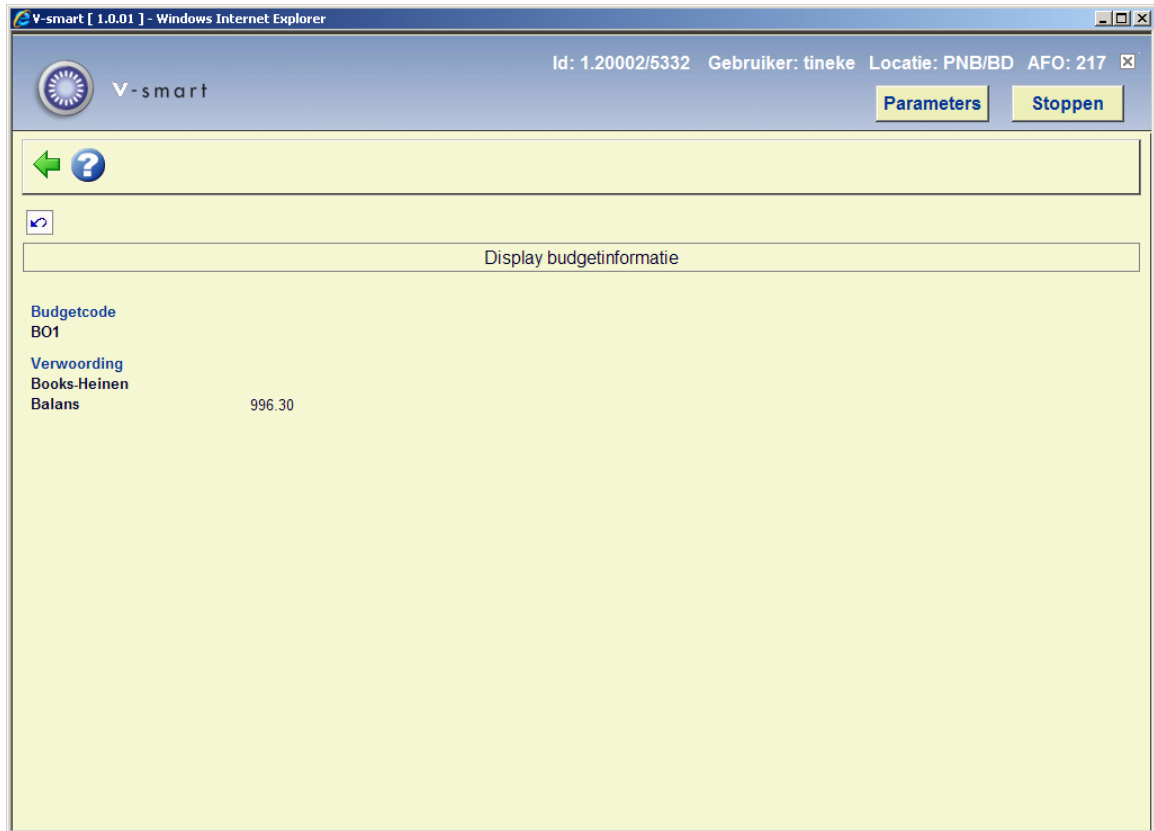 V-smart [ 1.0.01 ] - Windows Internet Explorer
Id: 1.20002/5332 Gebruiker: tineke Locatie: PNB/BD AFO: 217
V-smart
Parameters Stoppen
Display budgetinformatie
Budgetcode
BO1
Verwoording
Books-Heinen
Balans 996.30